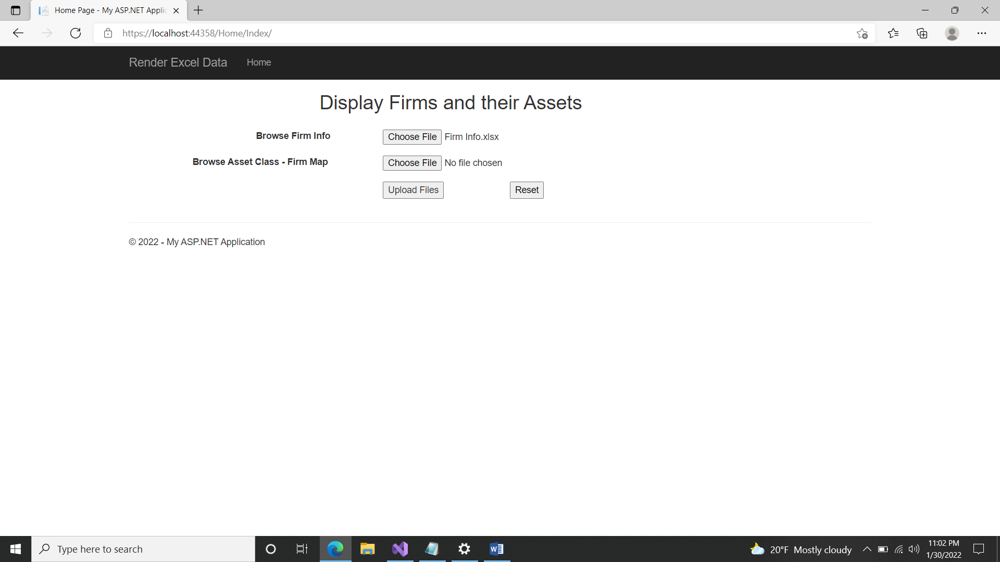 Home Page - My ASP.NET Applic
https://localhost:44358/Home/Index/
Render Excel Data Home
Display Firms and their Assets
Browse Firm Info Choose File Firm Info.xlsx
Browse Asset Class - Firm Map Choose File No file chosen
Upload Files Reset
© 2022 - My ASP.NET Application
Type here to search
20°F Mostly cloudy
11:02 PM
1/30/2022